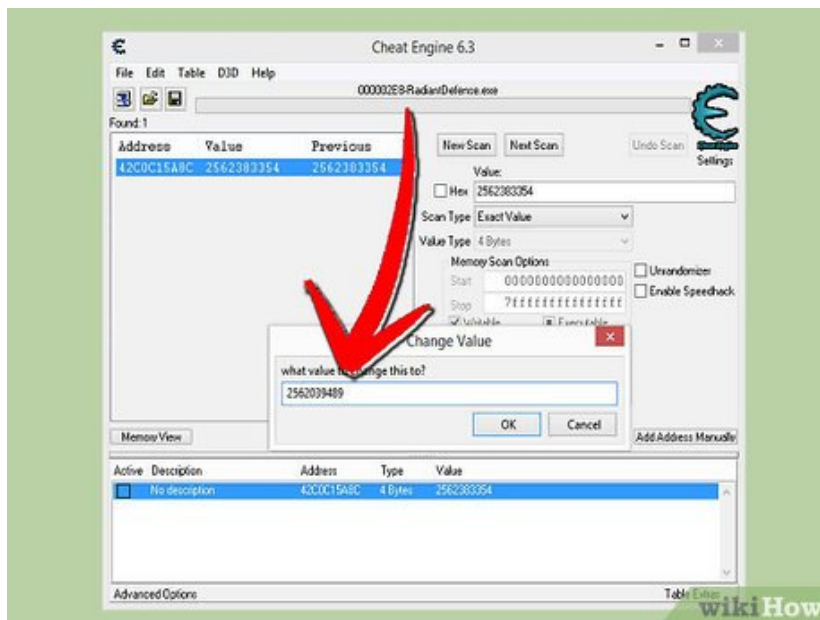 Cheat Engine 6.3
File Edit Table D3D Help
000002E8-RadiantDefence.exe
Found: 1
Address Value Previous
42C0C15A8C 2562383354 2562383354
New Scan Next Scan Undo Scan
Settings
Value:
Hex 2562383354
Scan Type Exact Value
Value Type 4 Bytes
Memory Scan Options
Start 0000000000000000
Stop 7fffffffffffffff
Unrandomizer
Enable Speedhack
Writable Executable
Change Value
what value to change this to?
2562039489
OK Cancel
Memory View Add Address Manually
Active Description Address Type Value
No description 42C0C15A8C 4 Bytes 2562383354
Advanced Options Table Extras
wikiHow